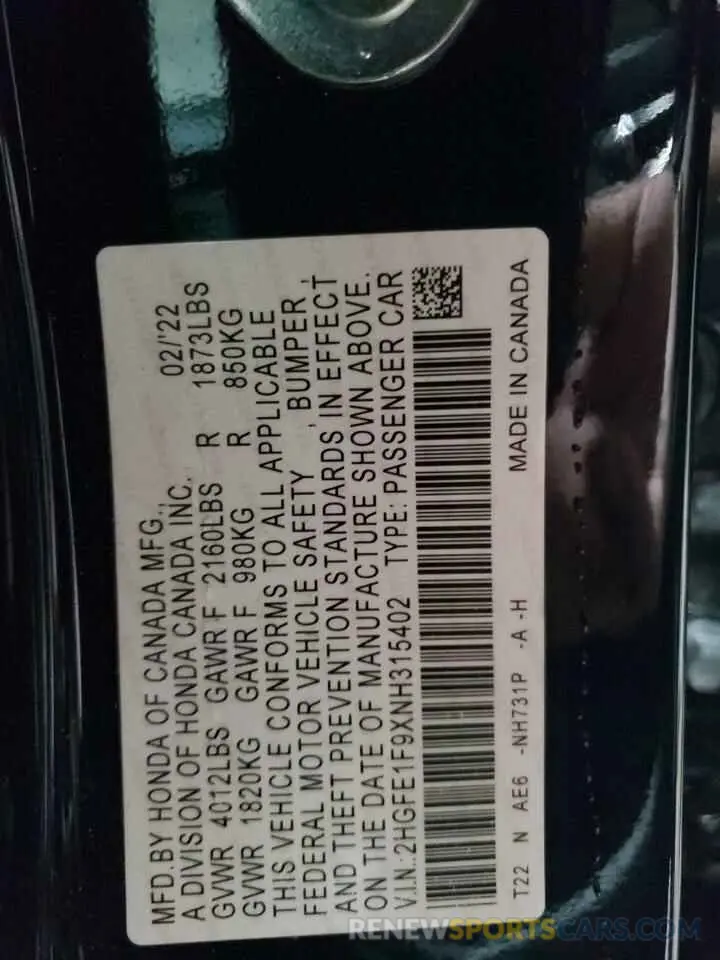 MFD.BY HONDA OF CANADA MFG., 02/'22
A DIVISION OF HONDA CANADA INC.
GVWR 4012LBS GAWR F 2160LBS R 1873LBS
GVWR 1820KG GAWR F 980KG R 850KG
THIS VEHICLE CONFORMS TO ALL APPLICABLE
FEDERAL MOTOR VEHICLE SAFETY , BUMPER ,
AND THEFT PREVENTION STANDARDS IN EFFECT
ON THE DATE OF MANUFACTURE SHOWN ABOVE.
V.I.N.:2HGFE1F9XNH315402 TYPE: PASSENGER CAR
T22 N AE6 -NH731P -A -H MADE IN CANADA
RENEWSPORTSCARS.COM